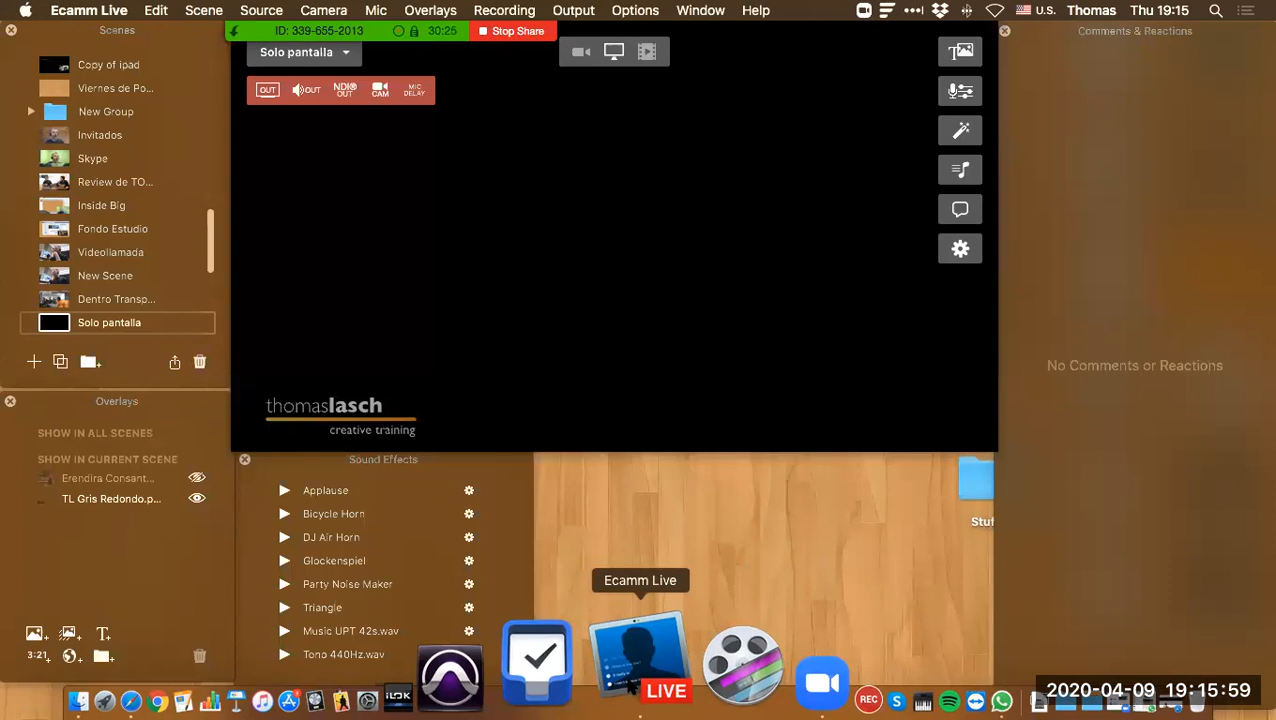 Ecamm Live Edit Scene Source Camera Mic Overlays Recording Output Options Window Help U.S. Thomas Thu 19:15
Scenes
ID: 339-655-2013 30:25 Stop Share
Comments & Reactions
Solo pantalla
OUT OUT NDI® OUT CAM MIC DELAY
Copy of ipad
Viernes de Po...
New Group
Invitados
Skype
Review de TO...
Inside Big
Fondo Estudio
Videollamada
New Scene
Dentro Transp...
Solo pantalla
No Comments or Reactions
thomaslasch
creative training
Overlays
SHOW IN ALL SCENES
SHOW IN CURRENT SCENE
Erendira Consant...
TL Gris Redondo.p...
3:21
Sound Effects
Applause
Bicycle Horn
DJ Air Horn
Glockenspiel
Party Noise Maker
Triangle
Music UPT 42s.wav
Tono 440Hz.wav
Stuf
Ecamm Live
LIVE
iLOK
REC
2020-04-09 19:15:59